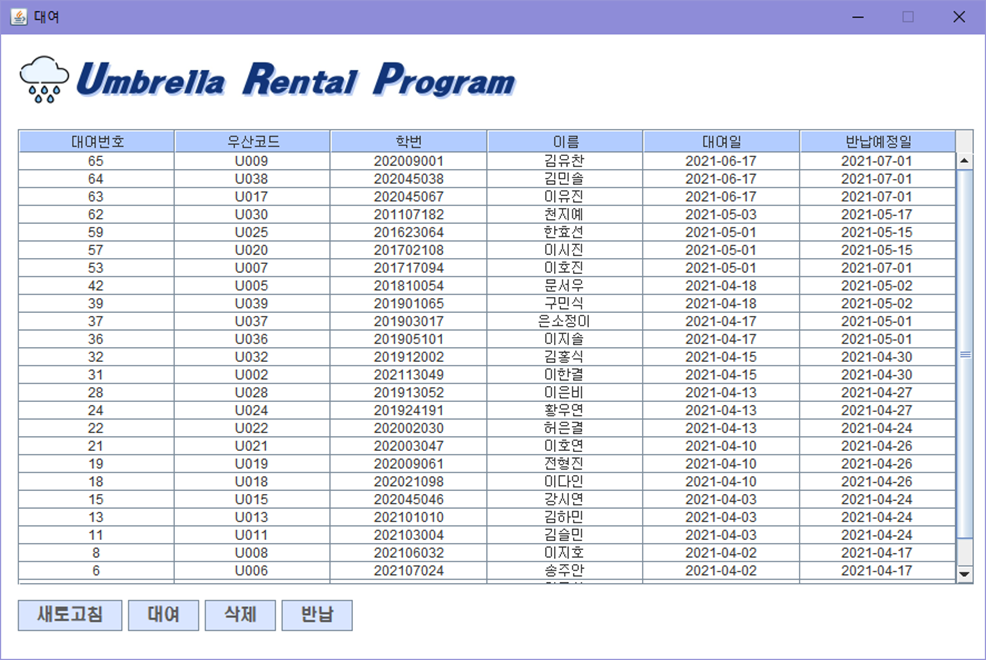 대여
Umbrella Rental Program
대여번호 우산코드 학번 이름 대여일 반납예정일
65 U009 202009001 김유찬 2021-06-17 2021-07-01
64 U038 202045038 김민솔 2021-06-17 2021-07-01
63 U017 202045067 이유진 2021-06-17 2021-07-01
62 U030 201107182 천지예 2021-05-03 2021-05-17
59 U025 201623064 한효선 2021-05-01 2021-05-15
57 U020 201702108 이시진 2021-05-01 2021-05-15
53 U007 201717094 이호진 2021-05-01 2021-07-01
42 U005 201810054 문서우 2021-04-18 2021-05-02
39 U039 201901065 구민식 2021-04-18 2021-05-02
37 U037 201903017 은소정이 2021-04-17 2021-05-01
36 U036 201905101 이지솔 2021-04-17 2021-05-01
32 U032 201912002 김홍식 2021-04-15 2021-04-30
31 U002 202113049 이한결 2021-04-15 2021-04-30
28 U028 201913052 이은비 2021-04-13 2021-04-27
24 U024 201924191 황우연 2021-04-13 2021-04-27
22 U022 202002030 허은결 2021-04-13 2021-04-24
21 U021 202003047 이호연 2021-04-10 2021-04-26
19 U019 202009061 전형진 2021-04-10 2021-04-26
18 U018 202021098 이다인 2021-04-10 2021-04-26
15 U015 202045046 강시연 2021-04-03 2021-04-24
13 U013 202101010 김하민 2021-04-03 2021-04-24
11 U011 202103004 김슬민 2021-04-03 2021-04-24
8 U008 202106032 이지호 2021-04-02 2021-04-17
6 U006 202107024 송주안 2021-04-02 2021-04-17
새로고침 대여 삭제 반납